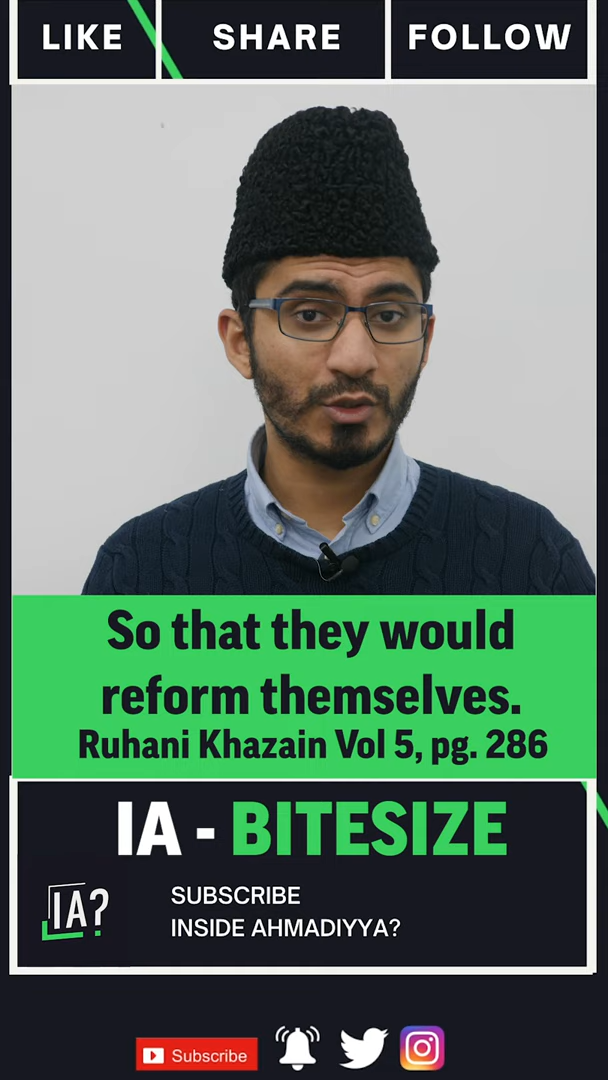 LIKE
SHARE
FOLLOW
So that they would
reform themselves.
Ruhani Khazain Vol 5, pg. 286
IA - BITESIZE
IA?
SUBSCRIBE
INSIDE AHMADIYYA?
Subscribe